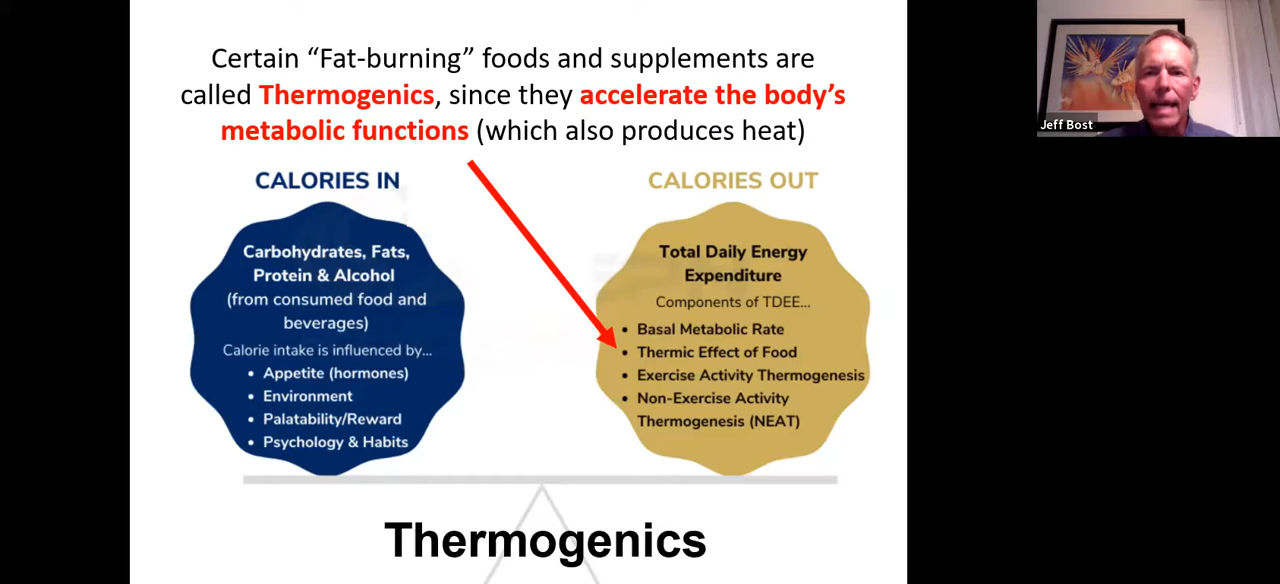 Certain “Fat-burning” foods and supplements are
called Thermogenics, since they accelerate the body’s
metabolic functions (which also produces heat)
CALORIES IN
Carbohydrates, Fats,
Protein & Alcohol
(from consumed food and
beverages)
Calorie intake is influenced by...
• Appetite (hormones)
• Environment
• Palatability/Reward
• Psychology & Habits
CALORIES OUT
Total Daily Energy
Expenditure
Components of TDEE...
• Basal Metabolic Rate
• Thermic Effect of Food
• Exercise Activity Thermogenesis
• Non-Exercise Activity
Thermogenesis (NEAT)
Thermogenics
Jeff Bost